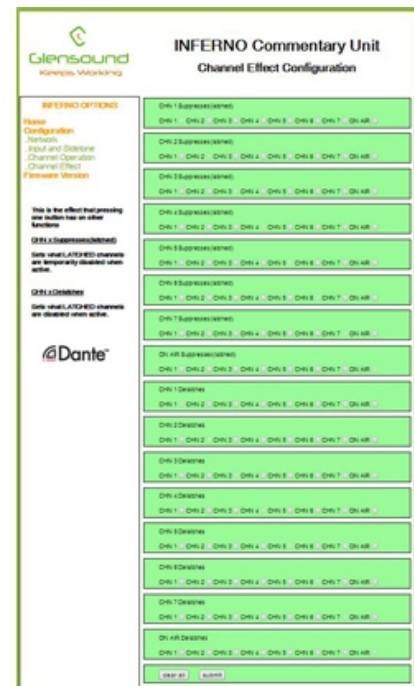 Glensound
Keeps Working
INFERNO Commentary Unit
Channel Effect Configuration
INFERNO OPTIONS
Home
Configuration
.Network
.Input and Sidetone
.Channel Operation
.Channel Effect
Firmware Version
This is the effect that pressing
one button has on other
functions
CHN x Suppresses(latched)
Sets what LATCHED channels
are temporarily disabled when
active.
CHN x Delatches
Sets what LATCHED channels
are disabled when active.
Dante™
CHN 1 Suppresses(latched)
CHN 1 CHN 2 CHN 3 CHN 4 CHN 5 CHN 6 CHN 7 ON AIR
CHN 2 Suppresses(latched)
CHN 1 CHN 2 CHN 3 CHN 4 CHN 5 CHN 6 CHN 7 ON AIR
CHN 3 Suppresses(latched)
CHN 1 CHN 2 CHN 3 CHN 4 CHN 5 CHN 6 CHN 7 ON AIR
CHN 4 Suppresses(latched)
CHN 1 CHN 2 CHN 3 CHN 4 CHN 5 CHN 6 CHN 7 ON AIR
CHN 5 Suppresses(latched)
CHN 1 CHN 2 CHN 3 CHN 4 CHN 5 CHN 6 CHN 7 ON AIR
CHN 6 Suppresses(latched)
CHN 1 CHN 2 CHN 3 CHN 4 CHN 5 CHN 6 CHN 7 ON AIR
CHN 7 Suppresses(latched)
CHN 1 CHN 2 CHN 3 CHN 4 CHN 5 CHN 6 CHN 7 ON AIR
ON AIR Suppresses(latched)
CHN 1 CHN 2 CHN 3 CHN 4 CHN 5 CHN 6 CHN 7 ON AIR
CHN 1 Delatches
CHN 1 CHN 2 CHN 3 CHN 4 CHN 5 CHN 6 CHN 7 ON AIR
CHN 2 Delatches
CHN 1 CHN 2 CHN 3 CHN 4 CHN 5 CHN 6 CHN 7 ON AIR
CHN 3 Delatches
CHN 1 CHN 2 CHN 3 CHN 4 CHN 5 CHN 6 CHN 7 ON AIR
CHN 4 Delatches
CHN 1 CHN 2 CHN 3 CHN 4 CHN 5 CHN 6 CHN 7 ON AIR
CHN 5 Delatches
CHN 1 CHN 2 CHN 3 CHN 4 CHN 5 CHN 6 CHN 7 ON AIR
CHN 6 Delatches
CHN 1 CHN 2 CHN 3 CHN 4 CHN 5 CHN 6 CHN 7 ON AIR
CHN 7 Delatches
CHN 1 CHN 2 CHN 3 CHN 4 CHN 5 CHN 6 CHN 7 ON AIR
ON AIR Delatches
CHN 1 CHN 2 CHN 3 CHN 4 CHN 5 CHN 6 CHN 7 ON AIR
clear all submit